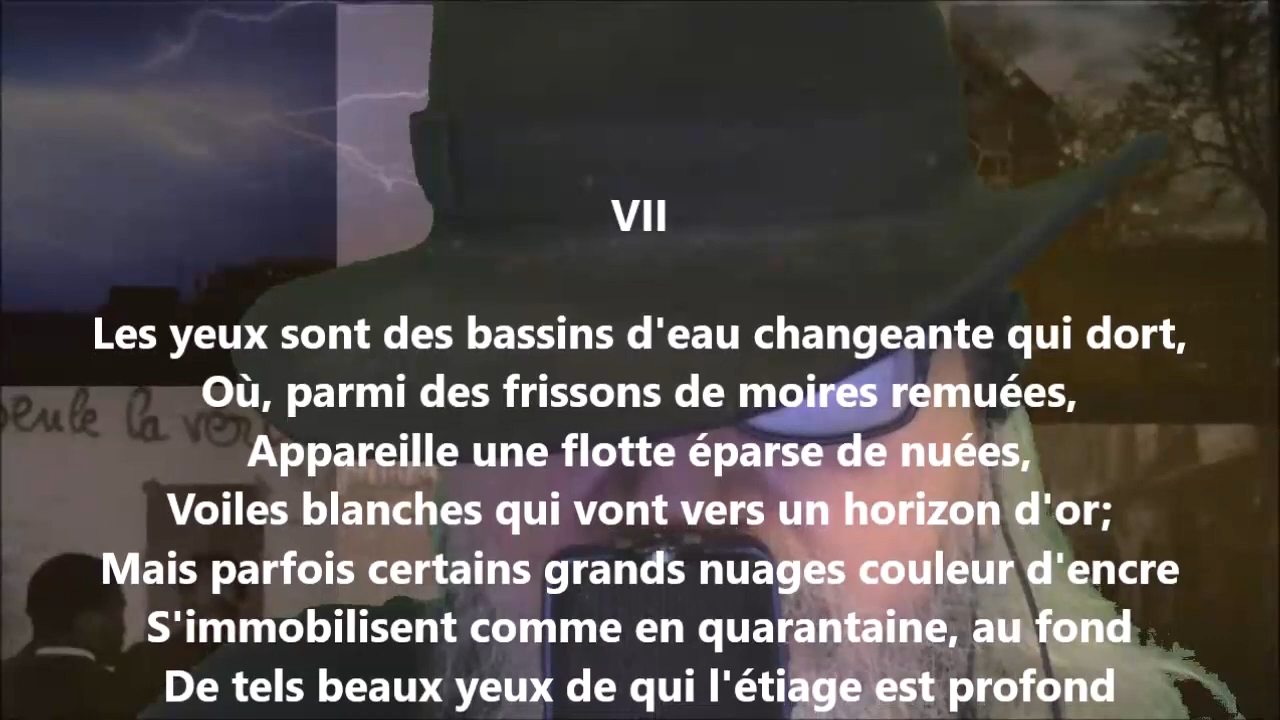 VII
Les yeux sont des bassins d'eau changeante qui dort,
Où, parmi des frissons de moires remuées,
Appareille une flotte éparse de nuées,
Voiles blanches qui vont vers un horizon d'or;
Mais parfois certains grands nuages couleur d'encre
S'immobilisent comme en quarantaine, au fond
De tels beaux yeux de qui l'étiage est profond
la